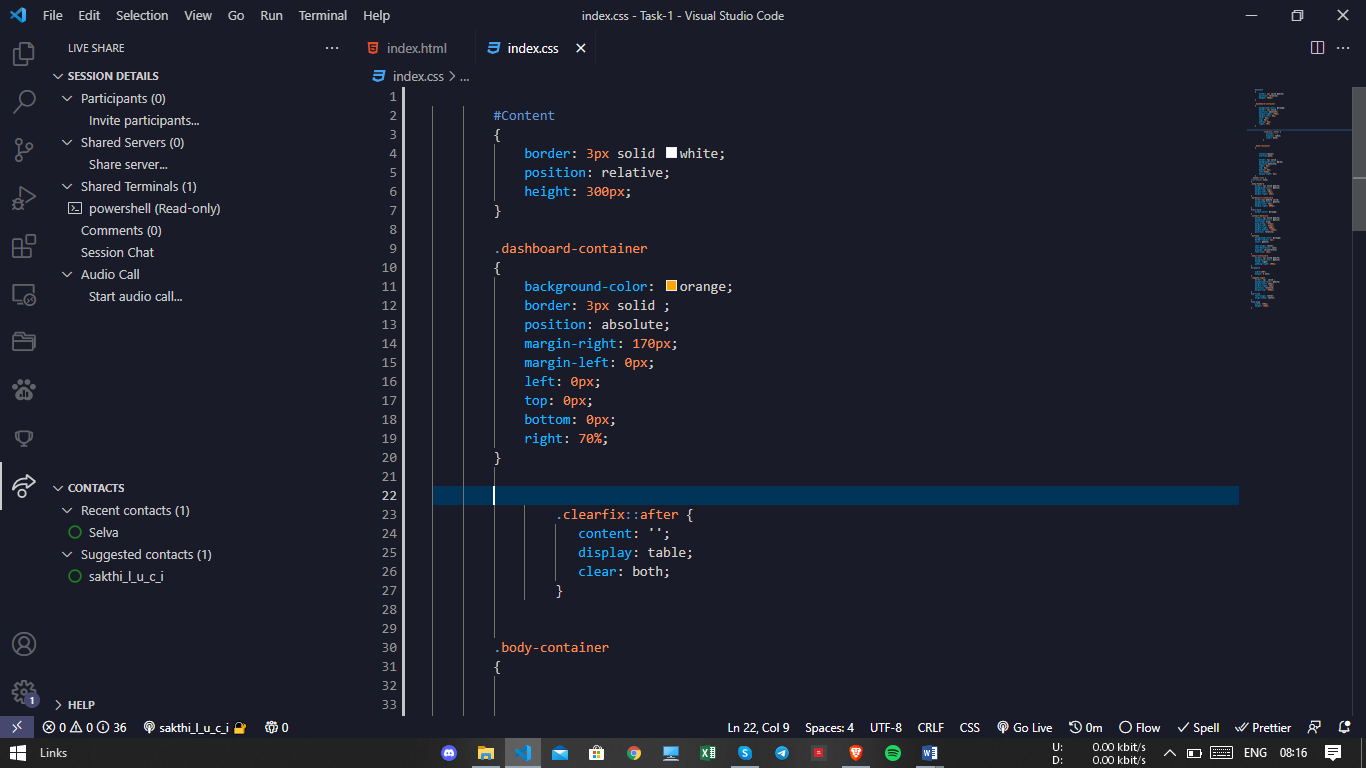 File Edit Selection View Go Run Terminal Help index.css - Task-1 - Visual Studio Code
LIVE SHARE
SESSION DETAILS
Participants (0)
Invite participants...
Shared Servers (0)
Share server...
Shared Terminals (1)
powershell (Read-only)
Comments (0)
Session Chat
Audio Call
Start audio call...
CONTACTS
Recent contacts (1)
Selva
Suggested contacts (1)
sakthi_l_u_c_i
HELP
1
index.html index.css
index.css > ...
1
2 #Content
3 {
4 border: 3px solid white;
5 position: relative;
6 height: 300px;
7 }
8
9 .dashboard-container
10 {
11 background-color: orange;
12 border: 3px solid ;
13 position: absolute;
14 margin-right: 170px;
15 margin-left: 0px;
16 left: 0px;
17 top: 0px;
18 bottom: 0px;
19 right: 70%;
20 }
21
22
23 .clearfix::after {
24 content: '';
25 display: table;
26 clear: both;
27 }
28
29
30 .body-container
31 {
32
33
0 0 36 sakthi_l_u_c_i 0 Ln 22, Col 9 Spaces: 4 UTF-8 CRLF CSS Go Live 0m Flow Spell Prettier
Links U: 0.00 kbit/s ENG 08:16
D: 0.00 kbit/s